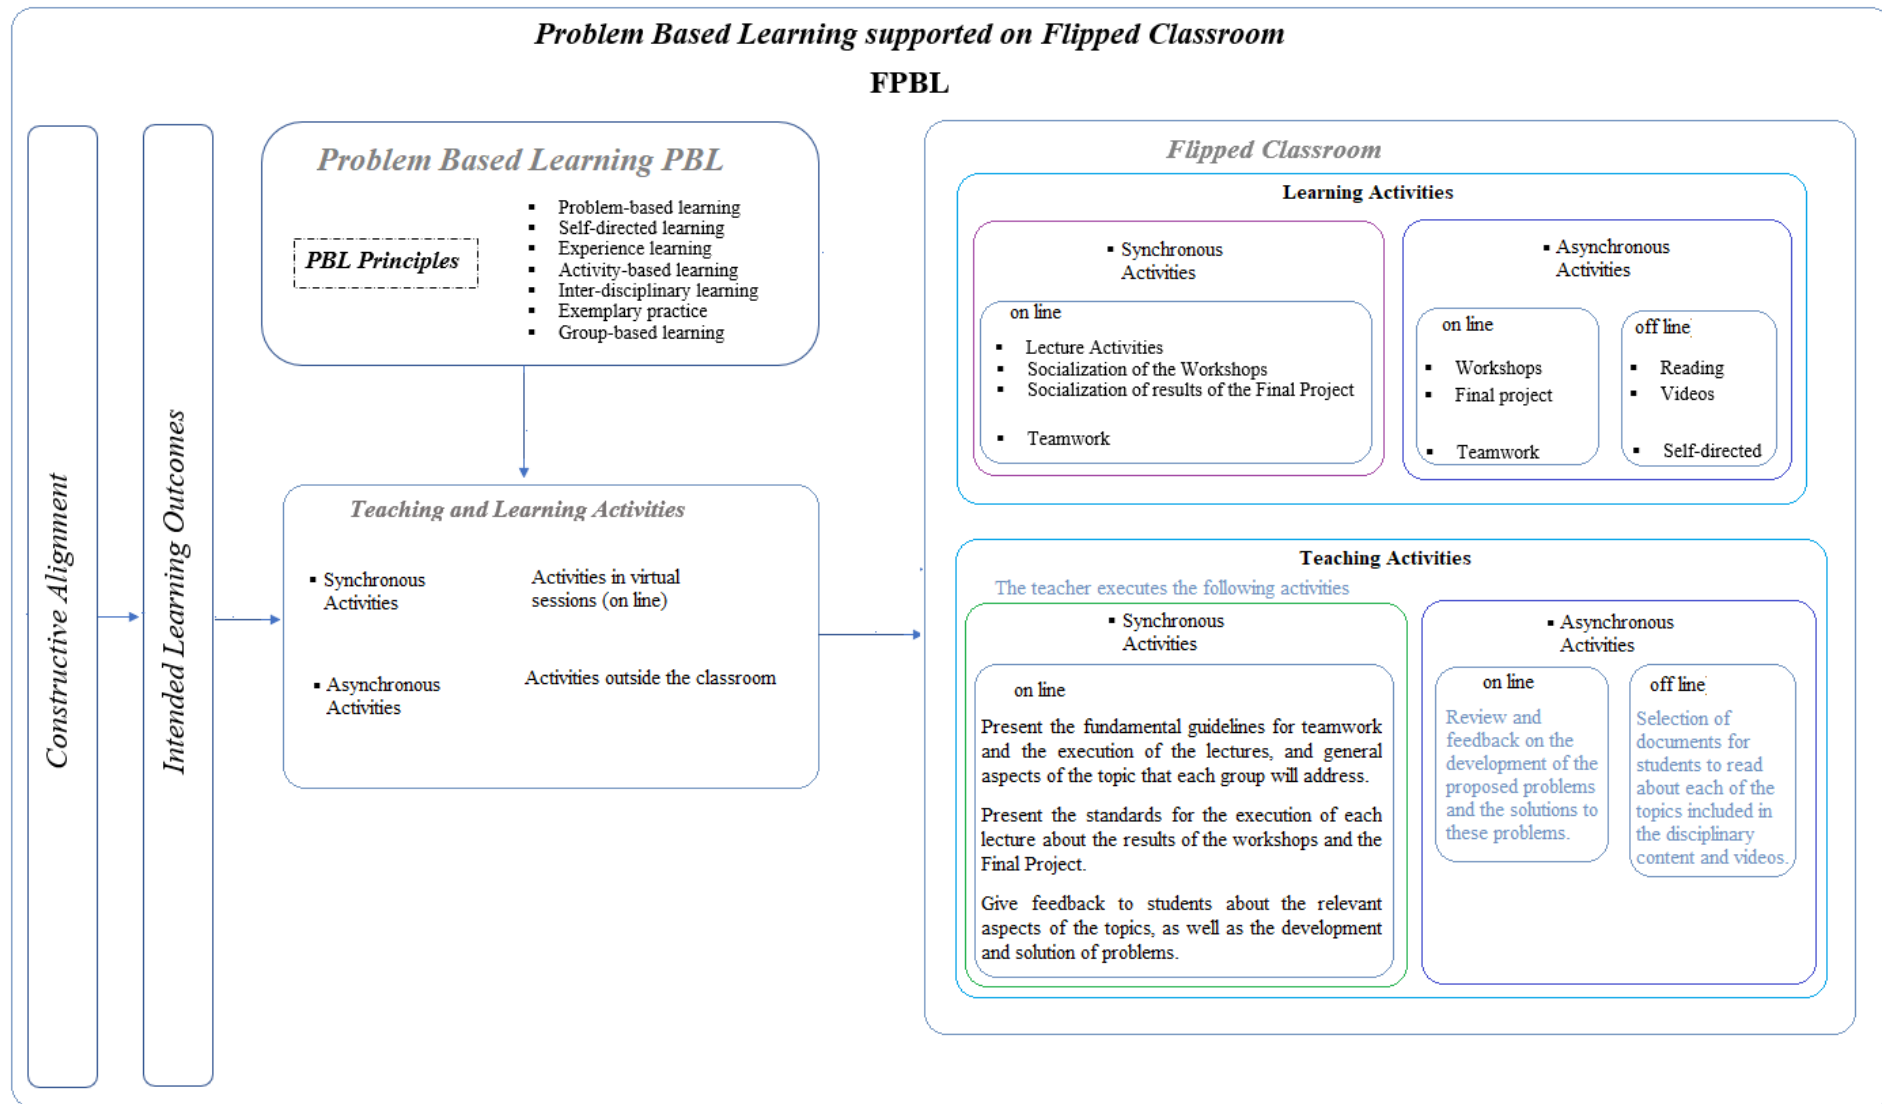 Problem Based Learning supported on Flipped Classroom
FPBL
Constructive Alignment
Intended Learning Outcomes
Problem Based Learning PBL
PBL Principles
▪ Problem-based learning
▪ Self-directed learning
▪ Experience learning
▪ Activity-based learning
▪ Inter-disciplinary learning
▪ Exemplary practice
▪ Group-based learning
Teaching and Learning Activities
▪ Synchronous
Activities
Activities in virtual
sessions (on line)
▪ Asynchronous
Activities
Activities outside the classroom
Flipped Classroom
Learning Activities
▪ Synchronous
Activities
on line
▪ Lecture Activities
▪ Socialization of the Workshops
▪ Socialization of results of the Final Project
▪ Teamwork
▪ Asynchronous
Activities
on line
▪ Workshops
▪ Final project
▪ Teamwork
off line
▪ Reading
▪ Videos
▪ Self-directed
Teaching Activities
The teacher executes the following activities
▪ Synchronous
Activities
on line
Present the fundamental guidelines for teamwork
and the execution of the lectures, and general
aspects of the topic that each group will address.
Present the standards for the execution of each
lecture about the results of the workshops and the
Final Project.
Give feedback to students about the relevant
aspects of the topics, as well as the development
and solution of problems.
▪ Asynchronous
Activities
on line
Review and
feedback on the
development of the
proposed problems
and the solutions to
these problems.
off line
Selection of
documents for
students to read
about each of the
topics included in
the disciplinary
content and videos.